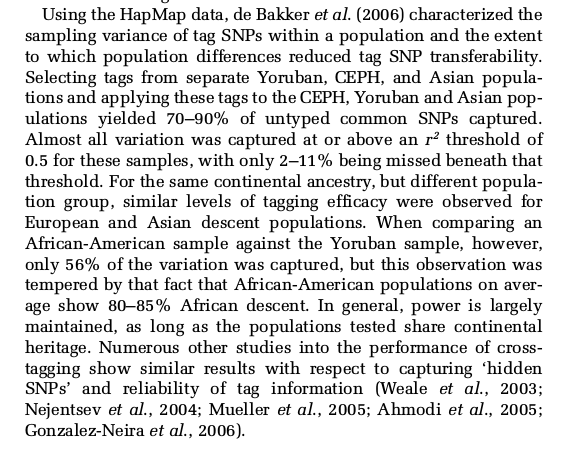 Using the HapMap data, de Bakker et al. (2006) characterized the
sampling variance of tag SNPs within a population and the extent
to which population differences reduced tag SNP transferability.
Selecting tags from separate Yoruban, CEPH, and Asian popula-
tions and applying these tags to the CEPH, Yoruban and Asian pop-
ulations yielded 70–90% of untyped common SNPs captured.
Almost all variation was captured at or above an r² threshold of
0.5 for these samples, with only 2–11% being missed beneath that
threshold. For the same continental ancestry, but different popula-
tion group, similar levels of tagging efficacy were observed for
European and Asian descent populations. When comparing an
African-American sample against the Yoruban sample, however,
only 56% of the variation was captured, but this observation was
tempered by that fact that African-American populations on aver-
age show 80–85% African descent. In general, power is largely
maintained, as long as the populations tested share continental
heritage. Numerous other studies into the performance of cross-
tagging show similar results with respect to capturing ‘hidden
SNPs’ and reliability of tag information (Weale et al., 2003;
Nejentsev et al., 2004; Mueller et al., 2005; Ahmodi et al., 2005;
Gonzalez-Neira et al., 2006).